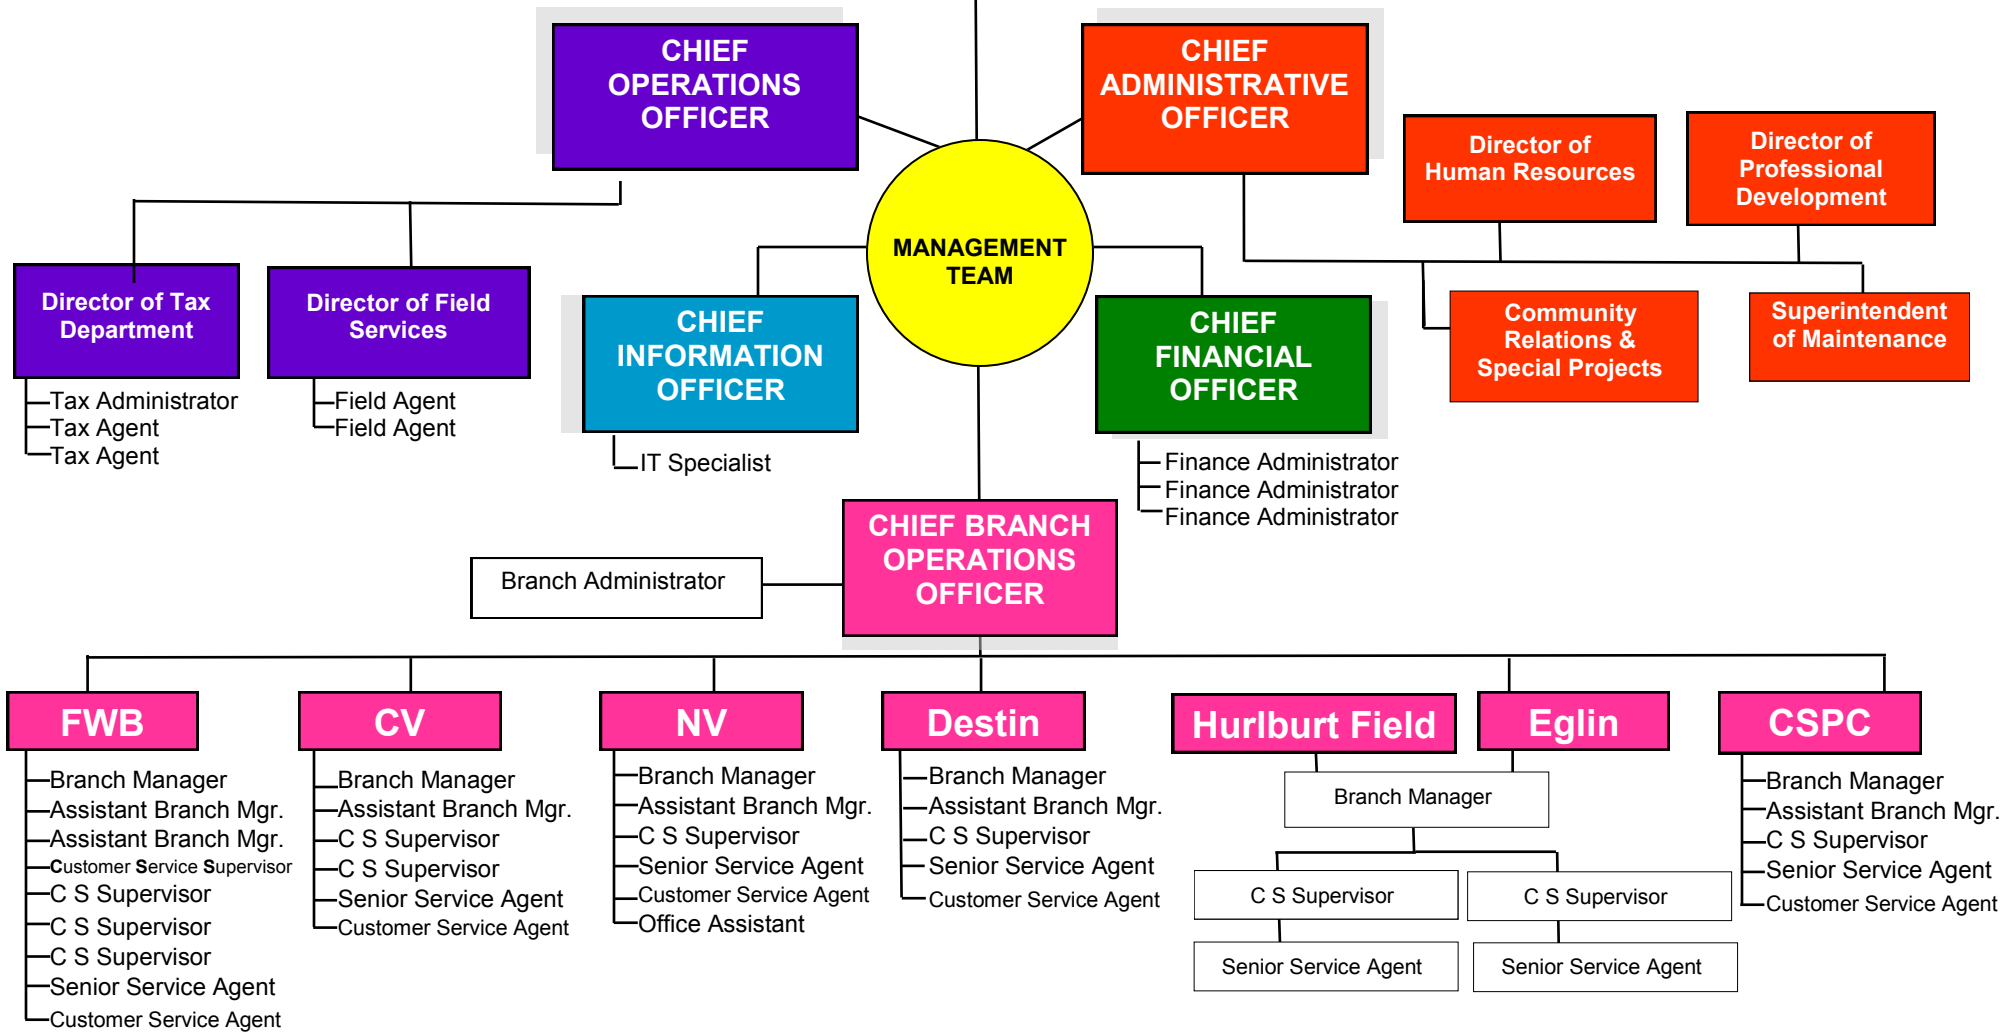 CHIEF
OPERATIONS
OFFICER
CHIEF
ADMINISTRATIVE
OFFICER
Director of
Human Resources
Director of
Professional
Development
MANAGEMENT
TEAM
Director of Tax
Department
Director of Field
Services
CHIEF
INFORMATION
OFFICER
CHIEF
FINANCIAL
OFFICER
Community
Relations &
Special Projects
Superintendent
of Maintenance
Tax Administrator
Tax Agent
Tax Agent
Field Agent
Field Agent
IT Specialist
Finance Administrator
Finance Administrator
Finance Administrator
CHIEF BRANCH
OPERATIONS
OFFICER
Branch Administrator
FWB
Branch Manager
Assistant Branch Mgr.
Assistant Branch Mgr.
Customer Service Supervisor
C S Supervisor
C S Supervisor
C S Supervisor
Senior Service Agent
Customer Service Agent
CV
Branch Manager
Assistant Branch Mgr.
C S Supervisor
C S Supervisor
Senior Service Agent
Customer Service Agent
NV
Branch Manager
Assistant Branch Mgr.
C S Supervisor
Senior Service Agent
Customer Service Agent
Office Assistant
Destin
Branch Manager
Assistant Branch Mgr.
C S Supervisor
Senior Service Agent
Customer Service Agent
Hurlburt Field
Eglin
Branch Manager
C S Supervisor
C S Supervisor
Senior Service Agent
Senior Service Agent
CSPC
Branch Manager
Assistant Branch Mgr.
C S Supervisor
Senior Service Agent
Customer Service Agent